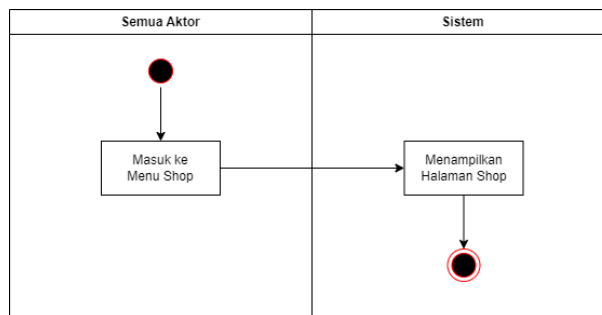 Semua Aktor
Sistem
Masuk ke
Menu Shop
Menampilkan
Halaman Shop